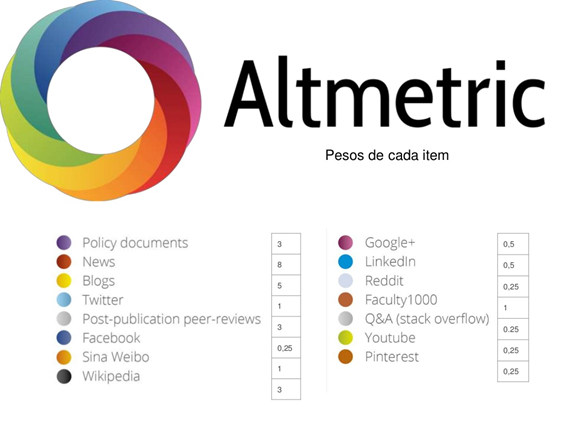 Altmetric
Pesos de cada item
Policy documents 3
News 8
Blogs 5
Twitter 1
Post-publication peer-reviews 3
Facebook 0,25
Sina Weibo 1
Wikipedia 3
Google+ 0,5
LinkedIn 0,5
Reddit 0,25
Faculty1000 1
Q&A (stack overflow) 0.25
Youtube 0,25
Pinterest 0,25